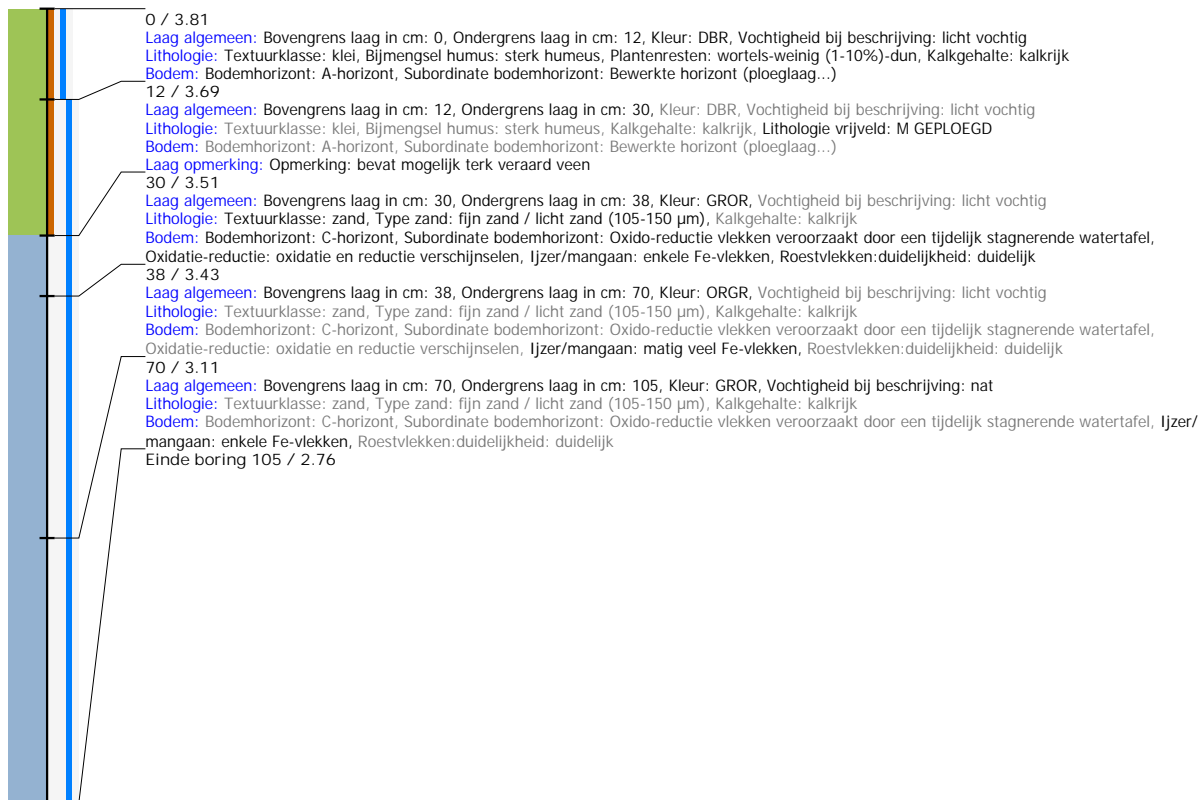 0 / 3.81
Laag algemeen: Bovengrens laag in cm: 0, Ondergrens laag in cm: 12, Kleur: DBR, Vochtigheid bij beschrijving: licht vochtig
Lithologie: Textuurklasse: klei, Bijmengsel humus: sterk humeus, Plantenresten: wortels-weinig (1-10%)-dun, Kalkgehalte: kalkrijk
Bodem: Bodemhorizont: A-horizont, Subordinate bodemhorizont: Bewerkte horizont (ploeglaag...)
12 / 3.69
Laag algemeen: Bovengrens laag in cm: 12, Ondergrens laag in cm: 30, Kleur: DBR, Vochtigheid bij beschrijving: licht vochtig
Lithologie: Textuurklasse: klei, Bijmengsel humus: sterk humeus, Kalkgehalte: kalkrijk, Lithologie vrijveld: M GEPLOEGD
Bodem: Bodemhorizont: A-horizont, Subordinate bodemhorizont: Bewerkte horizont (ploeglaag...)
Laag opmerking: Opmerking: bevat mogelijk terk veraard veen
30 / 3.51
Laag algemeen: Bovengrens laag in cm: 30, Ondergrens laag in cm: 38, Kleur: GROR, Vochtigheid bij beschrijving: licht vochtig
Lithologie: Textuurklasse: zand, Type zand: fijn zand / licht zand (105-150 µm), Kalkgehalte: kalkrijk
Bodem: Bodemhorizont: C-horizont, Subordinate bodemhorizont: Oxido-reductie vlekken veroorzaakt door een tijdelijk stagnerende watertafel,
Oxidatie-reductie: oxidatie en reductie verschijnselen, Ijzer/mangaan: enkele Fe-vlekken, Roestvlekken:duidelijkheid: duidelijk
38 / 3.43
Laag algemeen: Bovengrens laag in cm: 38, Ondergrens laag in cm: 70, Kleur: ORGR, Vochtigheid bij beschrijving: licht vochtig
Lithologie: Textuurklasse: zand, Type zand: fijn zand / licht zand (105-150 µm), Kalkgehalte: kalkrijk
Bodem: Bodemhorizont: C-horizont, Subordinate bodemhorizont: Oxido-reductie vlekken veroorzaakt door een tijdelijk stagnerende watertafel,
Oxidatie-reductie: oxidatie en reductie verschijnselen, Ijzer/mangaan: matig veel Fe-vlekken, Roestvlekken:duidelijkheid: duidelijk
70 / 3.11
Laag algemeen: Bovengrens laag in cm: 70, Ondergrens laag in cm: 105, Kleur: GROR, Vochtigheid bij beschrijving: nat
Lithologie: Textuurklasse: zand, Type zand: fijn zand / licht zand (105-150 µm), Kalkgehalte: kalkrijk
Bodem: Bodemhorizont: C-horizont, Subordinate bodemhorizont: Oxido-reductie vlekken veroorzaakt door een tijdelijk stagnerende watertafel, Ijzer/
mangaan: enkele Fe-vlekken, Roestvlekken:duidelijkheid: duidelijk
Einde boring 105 / 2.76